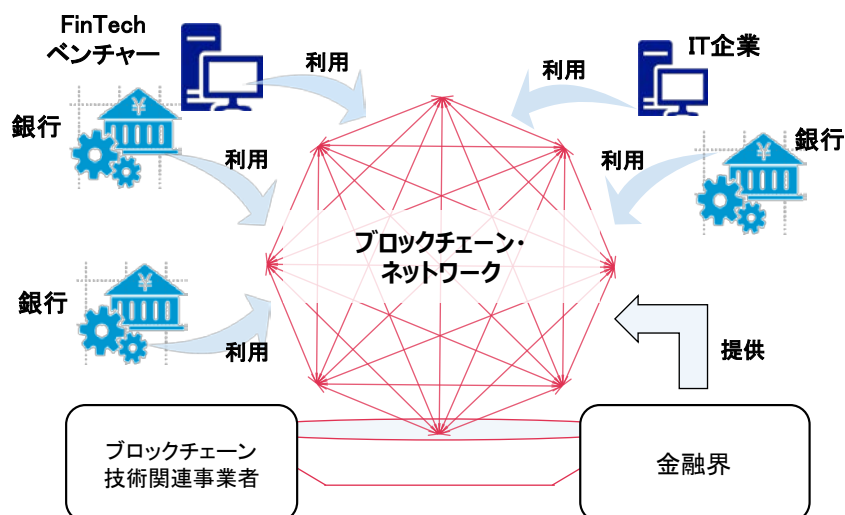 FinTech
ベンチャー
利用
利用
IT企業
銀行
利用
利用
銀行
ブロックチェーン・
ネットワーク
銀行
利用
提供
ブロックチェーン
技術関連事業者
金融界
¥
¥
¥